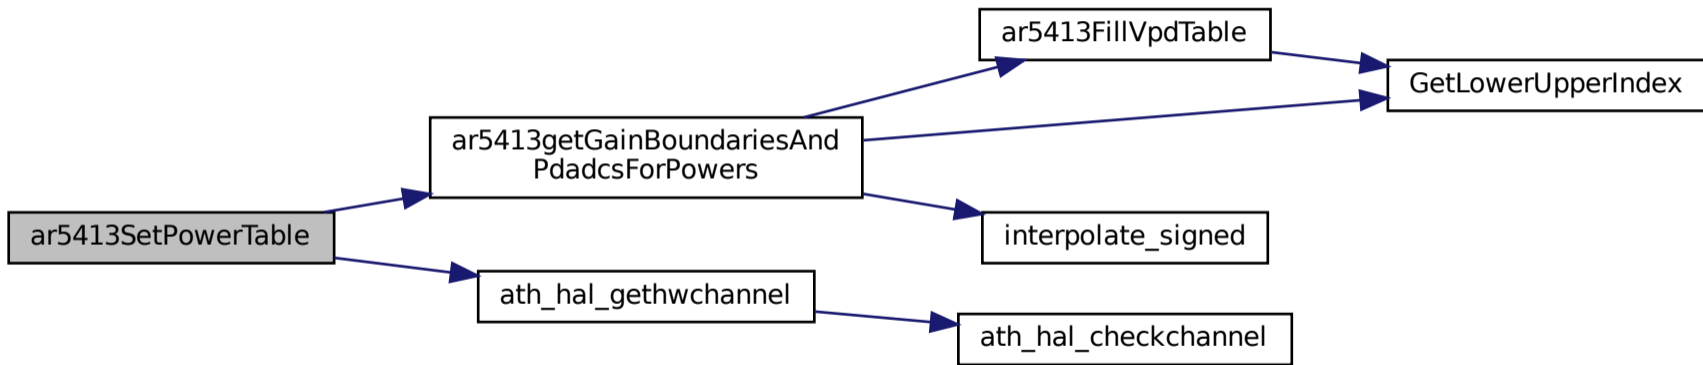 ar5413FillVpdTable
GetLowerUpperIndex
ar5413getGainBoundariesAnd
PdadcsForPowers
ar5413SetPowerTable
interpolate_signed
ath_hal_gethwchannel
ath_hal_checkchannel